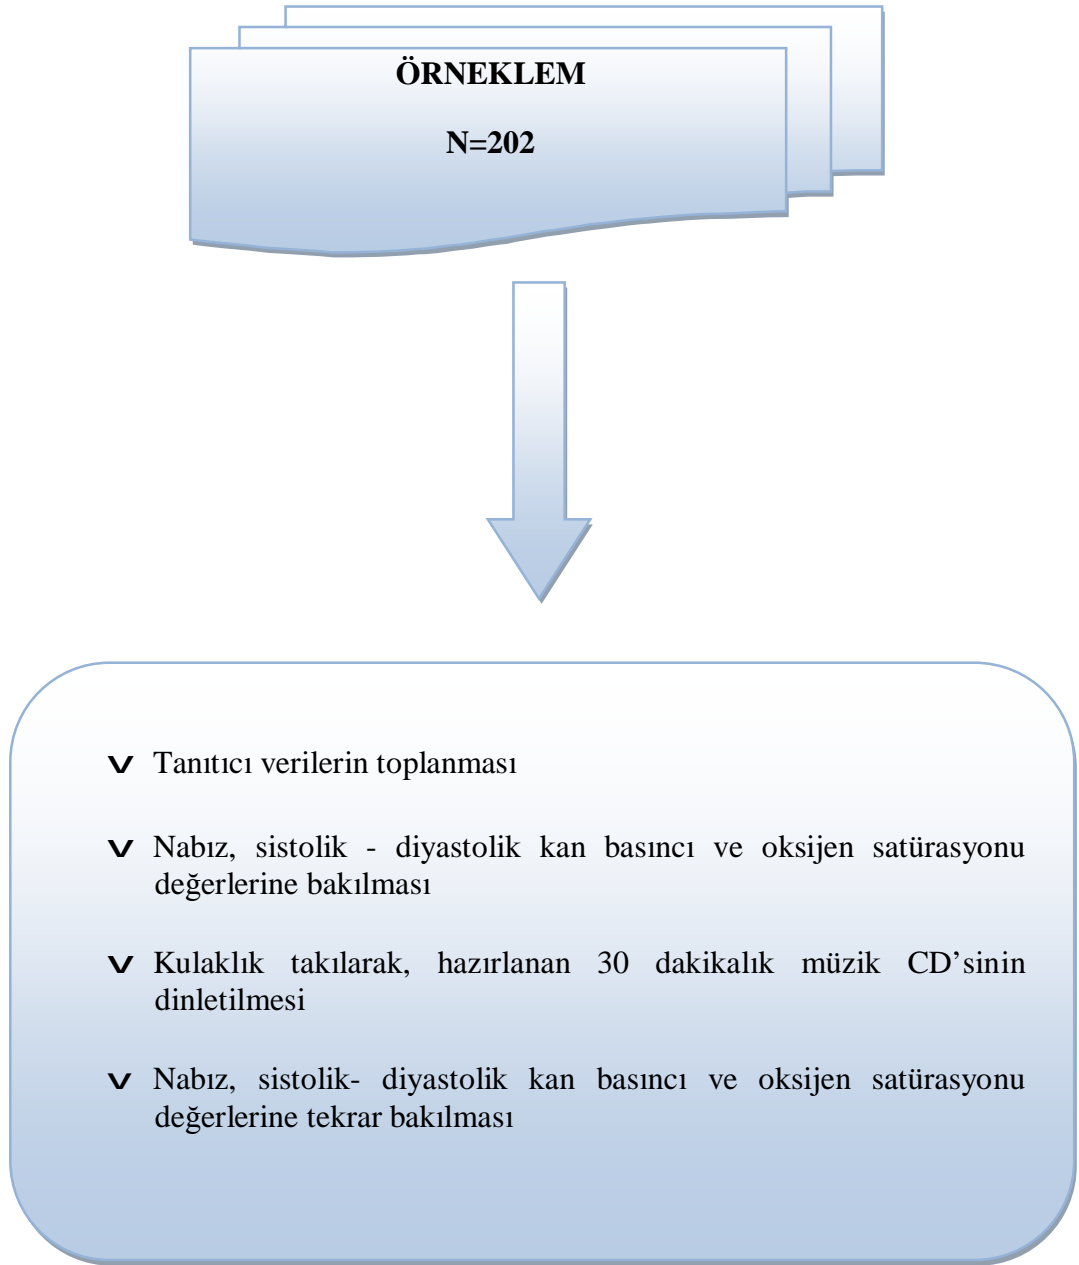 ÖRNEKLEM
N=202
v Tanıtıcı verilerin toplanması
v Nabız, sistolik - diyastolik kan basıncı ve oksijen satürasyonu
değerlerine bakılması
v Kulaklık takılarak, hazırlanan 30 dakikalık müzik CD’sinin
dinletilmesi
v Nabız, sistolik- diyastolik kan basıncı ve oksijen satürasyonu
değerlerine tekrar bakılması